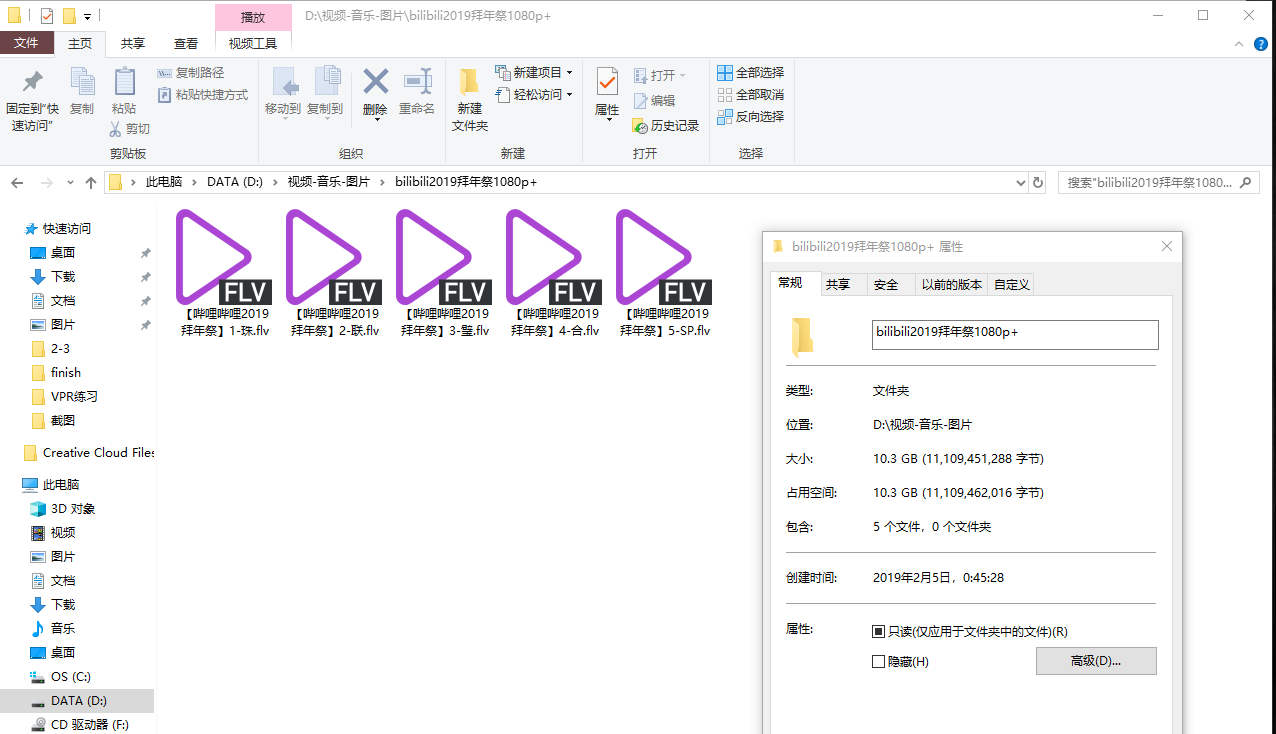 播放
D:\视频-音乐-图片\bilibili2019拜年祭1080p+
文件
主页
共享
查看
视频工具
固定到"快
速访问"
复制
粘贴
复制路径
粘贴快捷方式
剪切
剪贴板
移动到
复制到
删除
重命名
组织
新建
文件夹
新建项目
轻松访问
新建
属性
打开
编辑
历史记录
打开
全部选择
全部取消
反向选择
选择
此电脑 › DATA (D:) › 视频-音乐-图片 › bilibili2019拜年祭1080p+
搜索"bilibili2019拜年祭1080...
快速访问
桌面
下载
文档
图片
2-3
finish
VPR练习
截图
Creative Cloud Files
此电脑
3D 对象
视频
图片
文档
下载
音乐
桌面
OS (C:)
DATA (D:)
CD 驱动器 (F:)
FLV
【哔哩哔哩2019
拜年祭】1-珠.flv
FLV
【哔哩哔哩2019
拜年祭】2-联.flv
FLV
【哔哩哔哩2019
拜年祭】3-璧.flv
FLV
【哔哩哔哩2019
拜年祭】4-合.flv
FLV
【哔哩哔哩2019
拜年祭】5-SP.flv
bilibili2019拜年祭1080p+ 属性
常规
共享
安全
以前的版本
自定义
bilibili2019拜年祭1080p+
类型: 文件夹
位置: D:\视频-音乐-图片
大小: 10.3 GB (11,109,451,288 字节)
占用空间: 10.3 GB (11,109,462,016 字节)
包含: 5 个文件，0 个文件夹
创建时间: 2019年2月5日，0:45:28
属性: 只读(仅应用于文件夹中的文件)(R)
隐藏(H)
高级(D)...